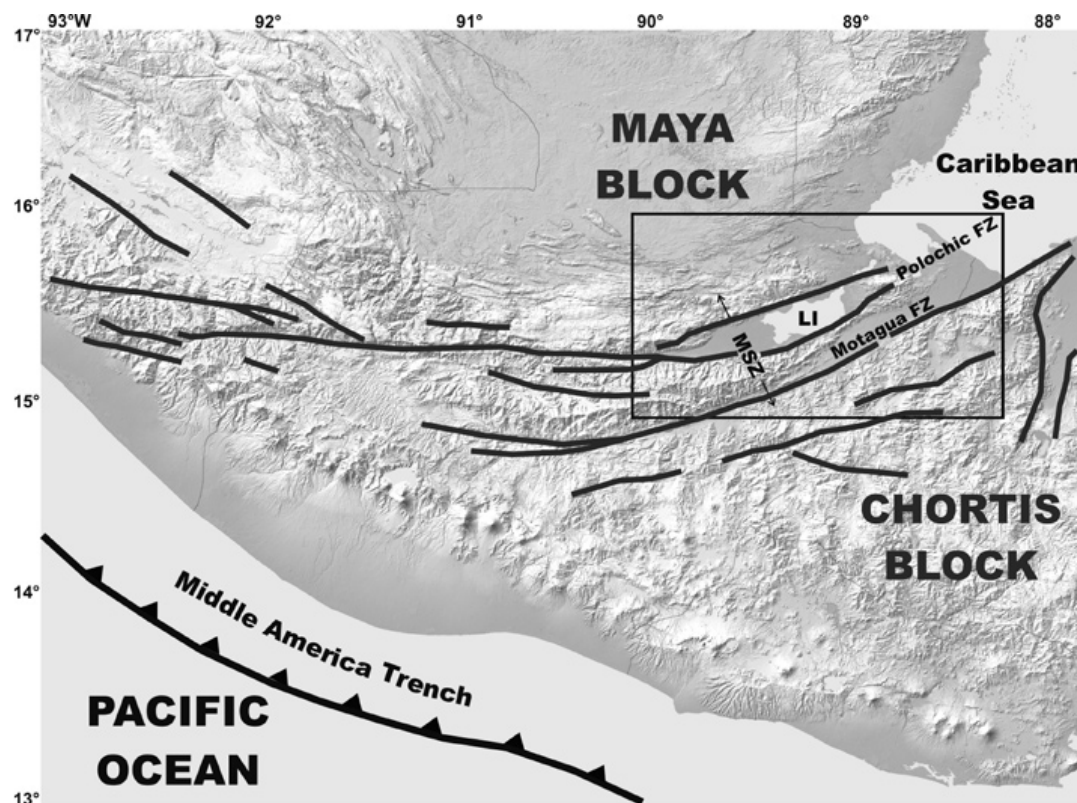 93°W 92° 91° 90° 89° 88°
17°
MAYA
BLOCK
Caribbean
Sea
16°
Polochic FZ
LI
Motagua FZ
MSZ
15°
CHORTIS
BLOCK
14°
Middle America Trench
PACIFIC
OCEAN
13°